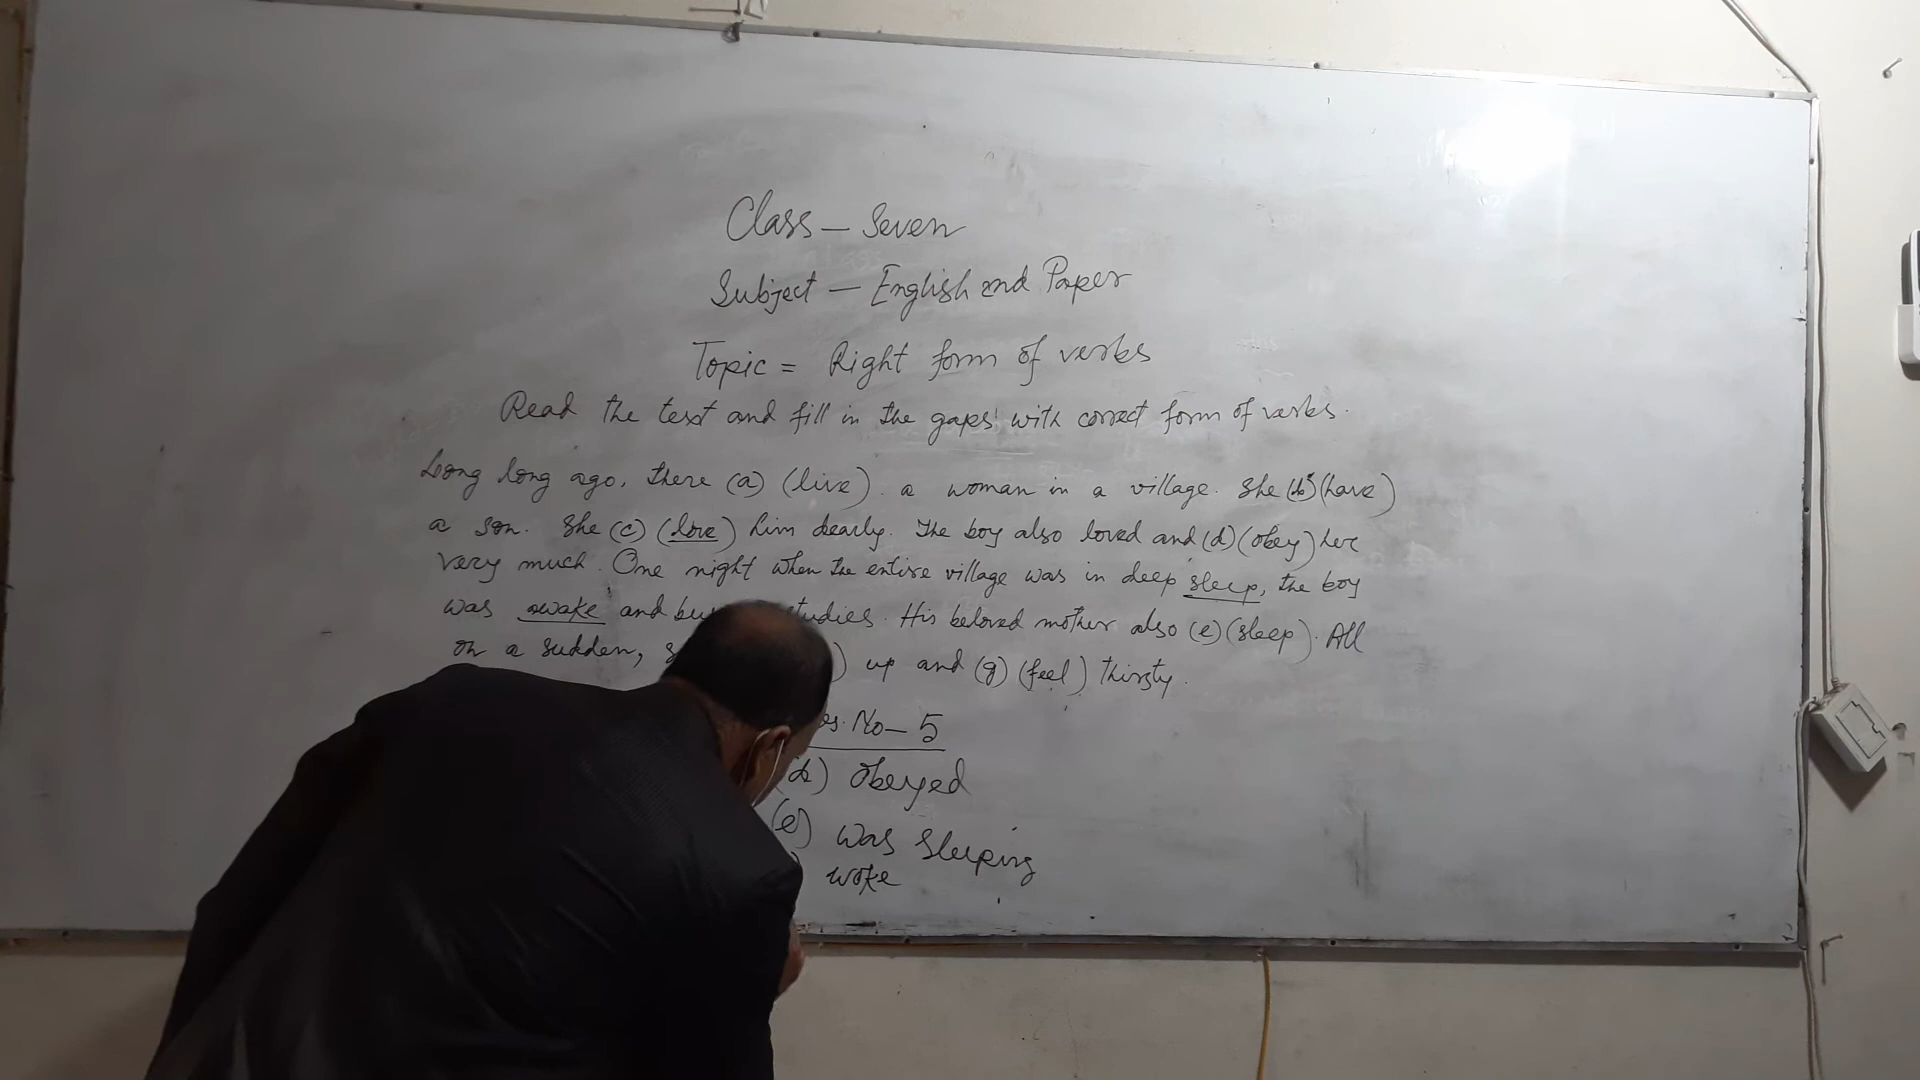 Class – Seven
Subject – English 2nd Paper
Topic = Right form of verbs
Read the text and fill in the gaps with correct form of verbs.
Long long ago, there (a) (live) a woman in a village. She (b) (have)
a son. She (c) (love) him dearly. The boy also loved and (d) (obey) her
very much. One night when the entire village was in deep sleep, the boy
was awake and studies. His beloved mother also (e) (sleep). All
on a sudden, ) up and (g) (feel) thirsty.
No – 5
(d) Obeyed
(e) was sleeping
woke